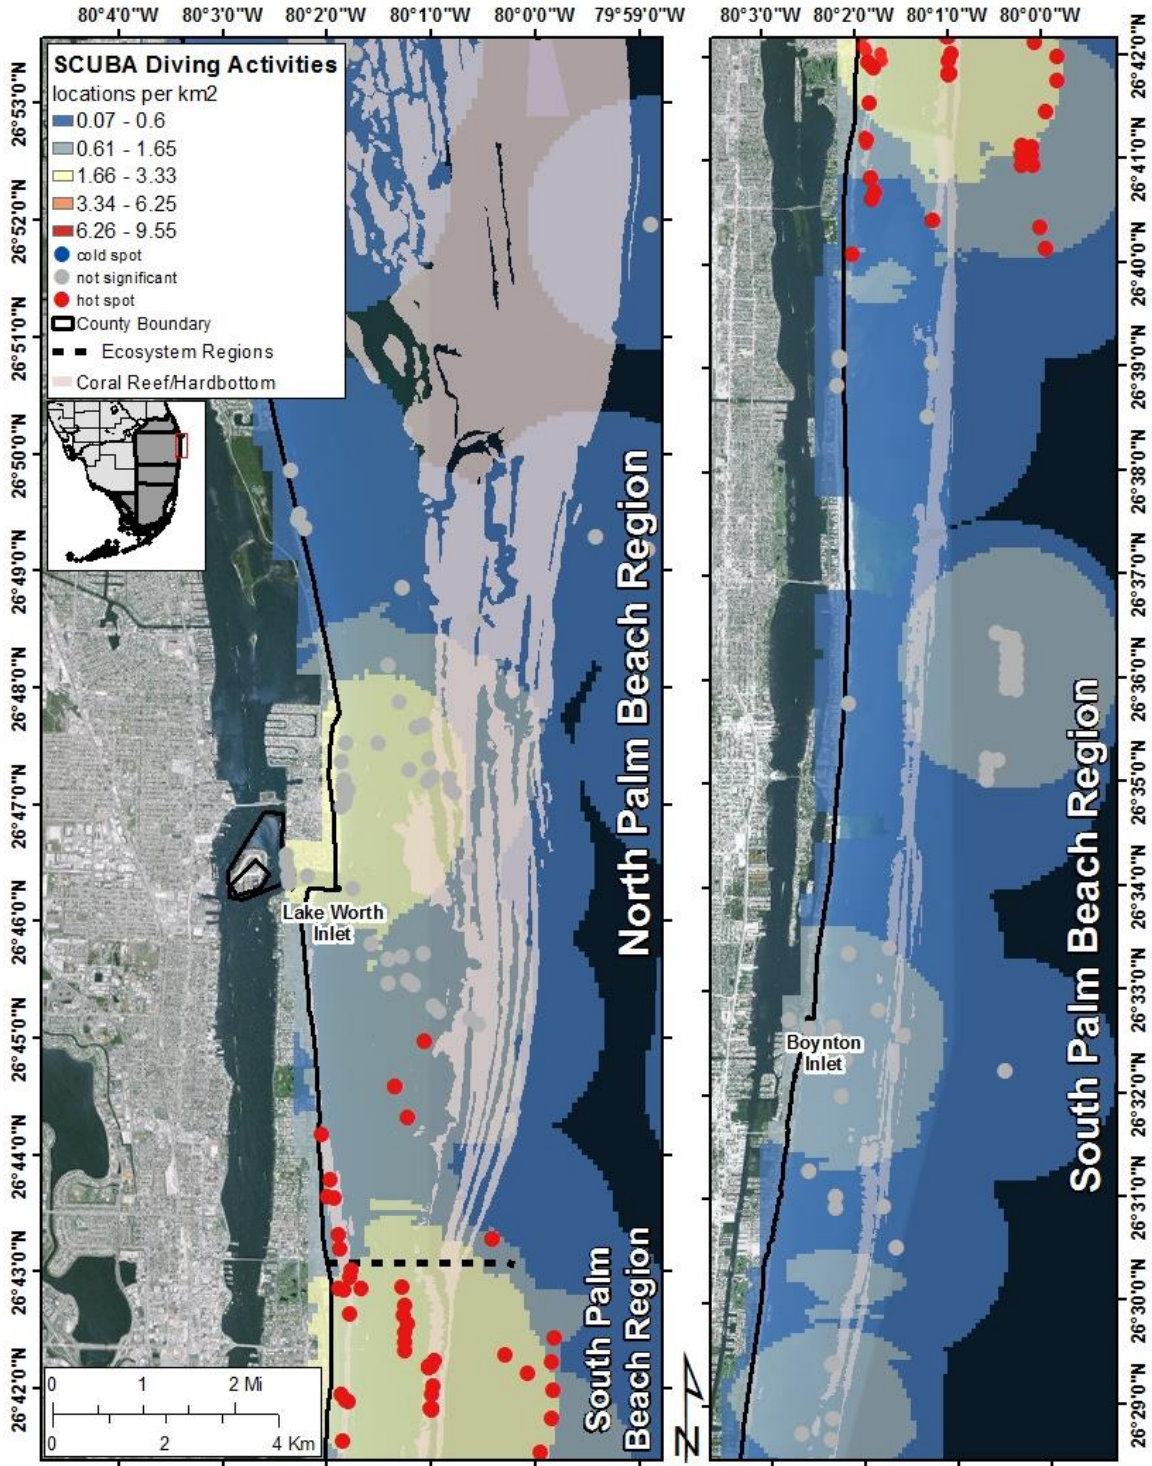 80°4'0"W 80°3'0"W 80°2'0"W 80°1'0"W 80°0'0"W 79°59'0"W
80°3'0"W 80°2'0"W 80°1'0"W 80°0'0"W
SCUBA Diving Activities
locations per km2
0.07 - 0.6
0.61 - 1.65
1.66 - 3.33
3.34 - 6.25
6.26 - 9.55
cold spot
not significant
hot spot
County Boundary
Ecosystem Regions
Coral Reef/Hardbottom
26°53'0"N
26°52'0"N
26°51'0"N
26°50'0"N
26°49'0"N
26°48'0"N
26°47'0"N
26°46'0"N
26°45'0"N
26°44'0"N
26°43'0"N
26°42'0"N
Lake Worth
Inlet
North Palm Beach Region
South Palm
Beach Region
0 1 2 Mi
0 2 4 Km
N
Boynton
Inlet
South Palm Beach Region
26°42'0"N
26°41'0"N
26°40'0"N
26°39'0"N
26°38'0"N
26°37'0"N
26°36'0"N
26°35'0"N
26°34'0"N
26°33'0"N
26°32'0"N
26°31'0"N
26°30'0"N
26°29'0"N